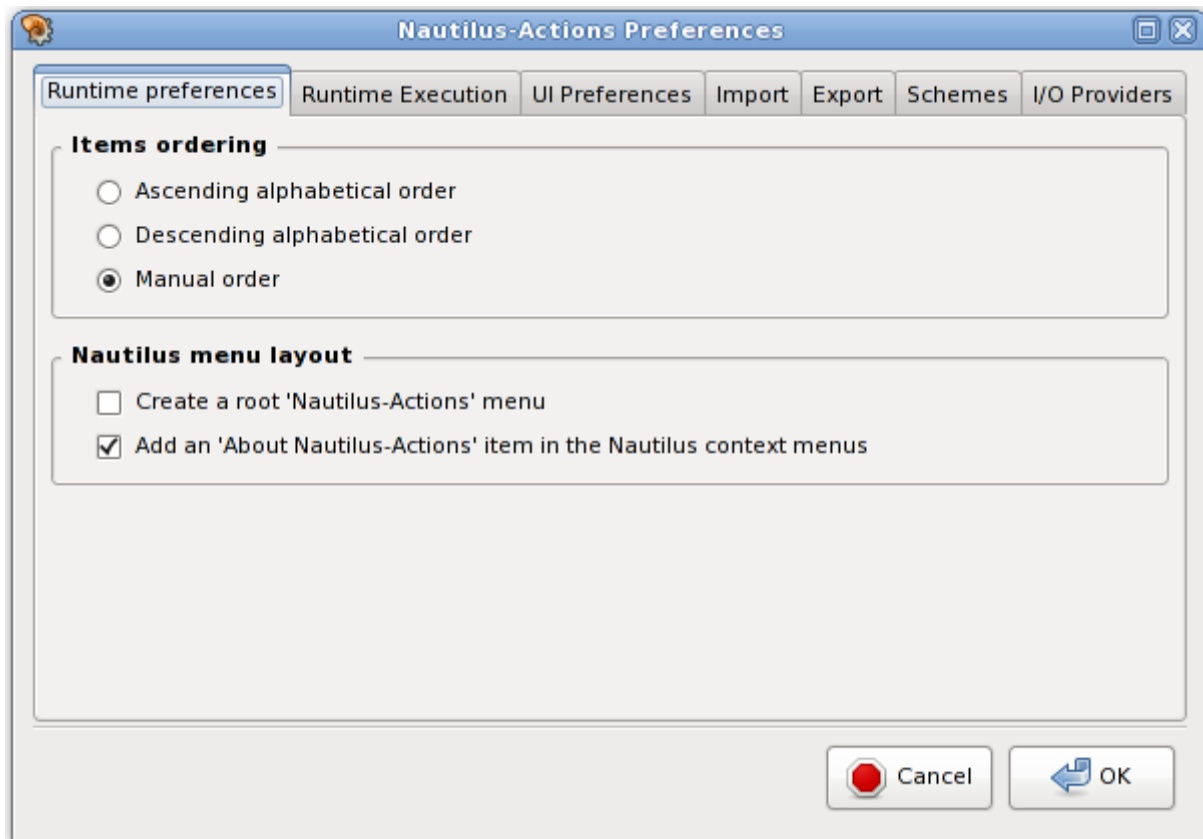 Nautilus-Actions Preferences
Runtime preferences Runtime Execution UI Preferences Import Export Schemes I/O Providers
Items ordering
Ascending alphabetical order
Descending alphabetical order
Manual order
Nautilus menu layout
Create a root 'Nautilus-Actions' menu
Add an 'About Nautilus-Actions' item in the Nautilus context menus
Cancel OK